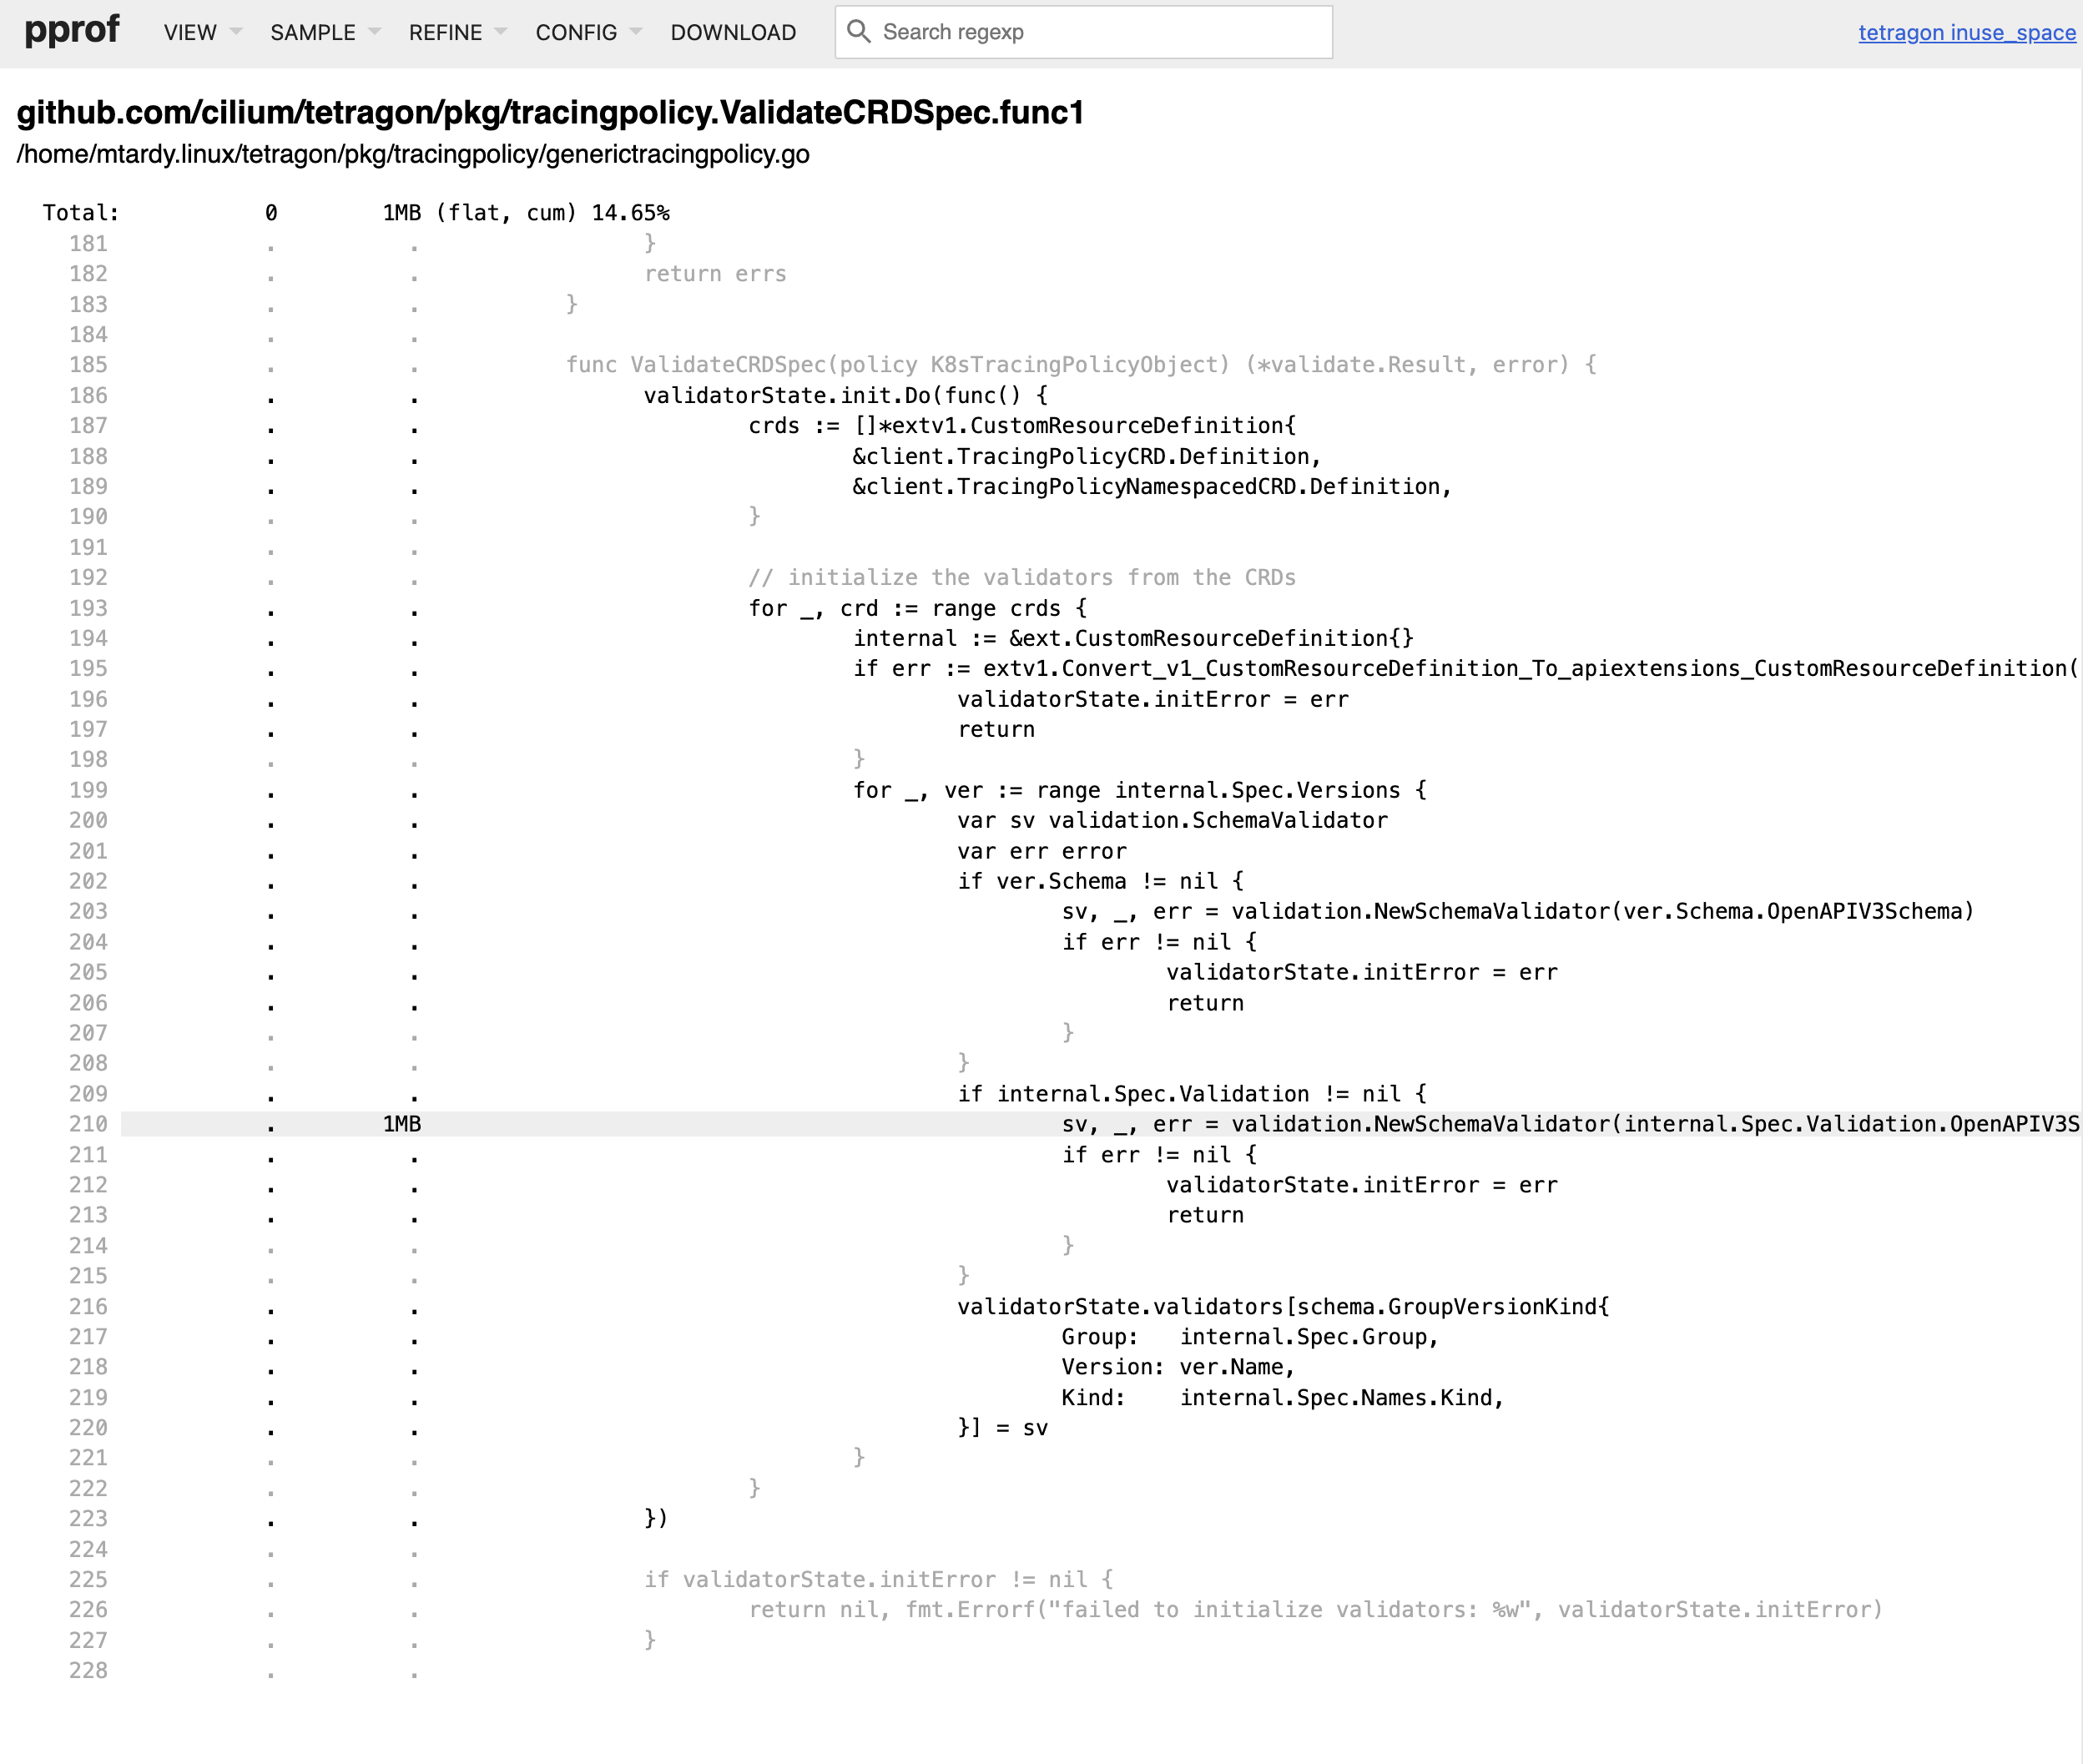 pprof VIEW SAMPLE REFINE CONFIG DOWNLOAD Search regexp tetragon inuse_space
github.com/cilium/tetragon/pkg/tracingpolicy.ValidateCRDSpec.func1
/home/mtardy.linux/tetragon/pkg/tracingpolicy/generictracingpolicy.go
Total: 0 1MB (flat, cum) 14.65%
181 . . }
182 . . return errs
183 . . }
184 . .
185 . . func ValidateCRDSpec(policy K8sTracingPolicyObject) (*validate.Result, error) {
186 . . validatorState.init.Do(func() {
187 . . crds := []*extv1.CustomResourceDefinition{
188 . . &client.TracingPolicyCRD.Definition,
189 . . &client.TracingPolicyNamespacedCRD.Definition,
190 . . }
191 . .
192 . . // initialize the validators from the CRDs
193 . . for _, crd := range crds {
194 . . internal := &ext.CustomResourceDefinition{}
195 . . if err := extv1.Convert_v1_CustomResourceDefinition_To_apiextensions_CustomResourceDefinition(
196 . . validatorState.initError = err
197 . . return
198 . . }
199 . . for _, ver := range internal.Spec.Versions {
200 . . var sv validation.SchemaValidator
201 . . var err error
202 . . if ver.Schema != nil {
203 . . sv, _, err = validation.NewSchemaValidator(ver.Schema.OpenAPIV3Schema)
204 . . if err != nil {
205 . . validatorState.initError = err
206 . . return
207 . . }
208 . . }
209 . . if internal.Spec.Validation != nil {
210 . 1MB sv, _, err = validation.NewSchemaValidator(internal.Spec.Validation.OpenAPIV3S
211 . . if err != nil {
212 . . validatorState.initError = err
213 . . return
214 . . }
215 . . }
216 . . validatorState.validators[schema.GroupVersionKind{
217 . . Group: internal.Spec.Group,
218 . . Version: ver.Name,
219 . . Kind: internal.Spec.Names.Kind,
220 . . }] = sv
221 . . }
222 . . }
223 . . })
224 . .
225 . . if validatorState.initError != nil {
226 . . return nil, fmt.Errorf("failed to initialize validators: %w", validatorState.initError)
227 . . }
228 . .